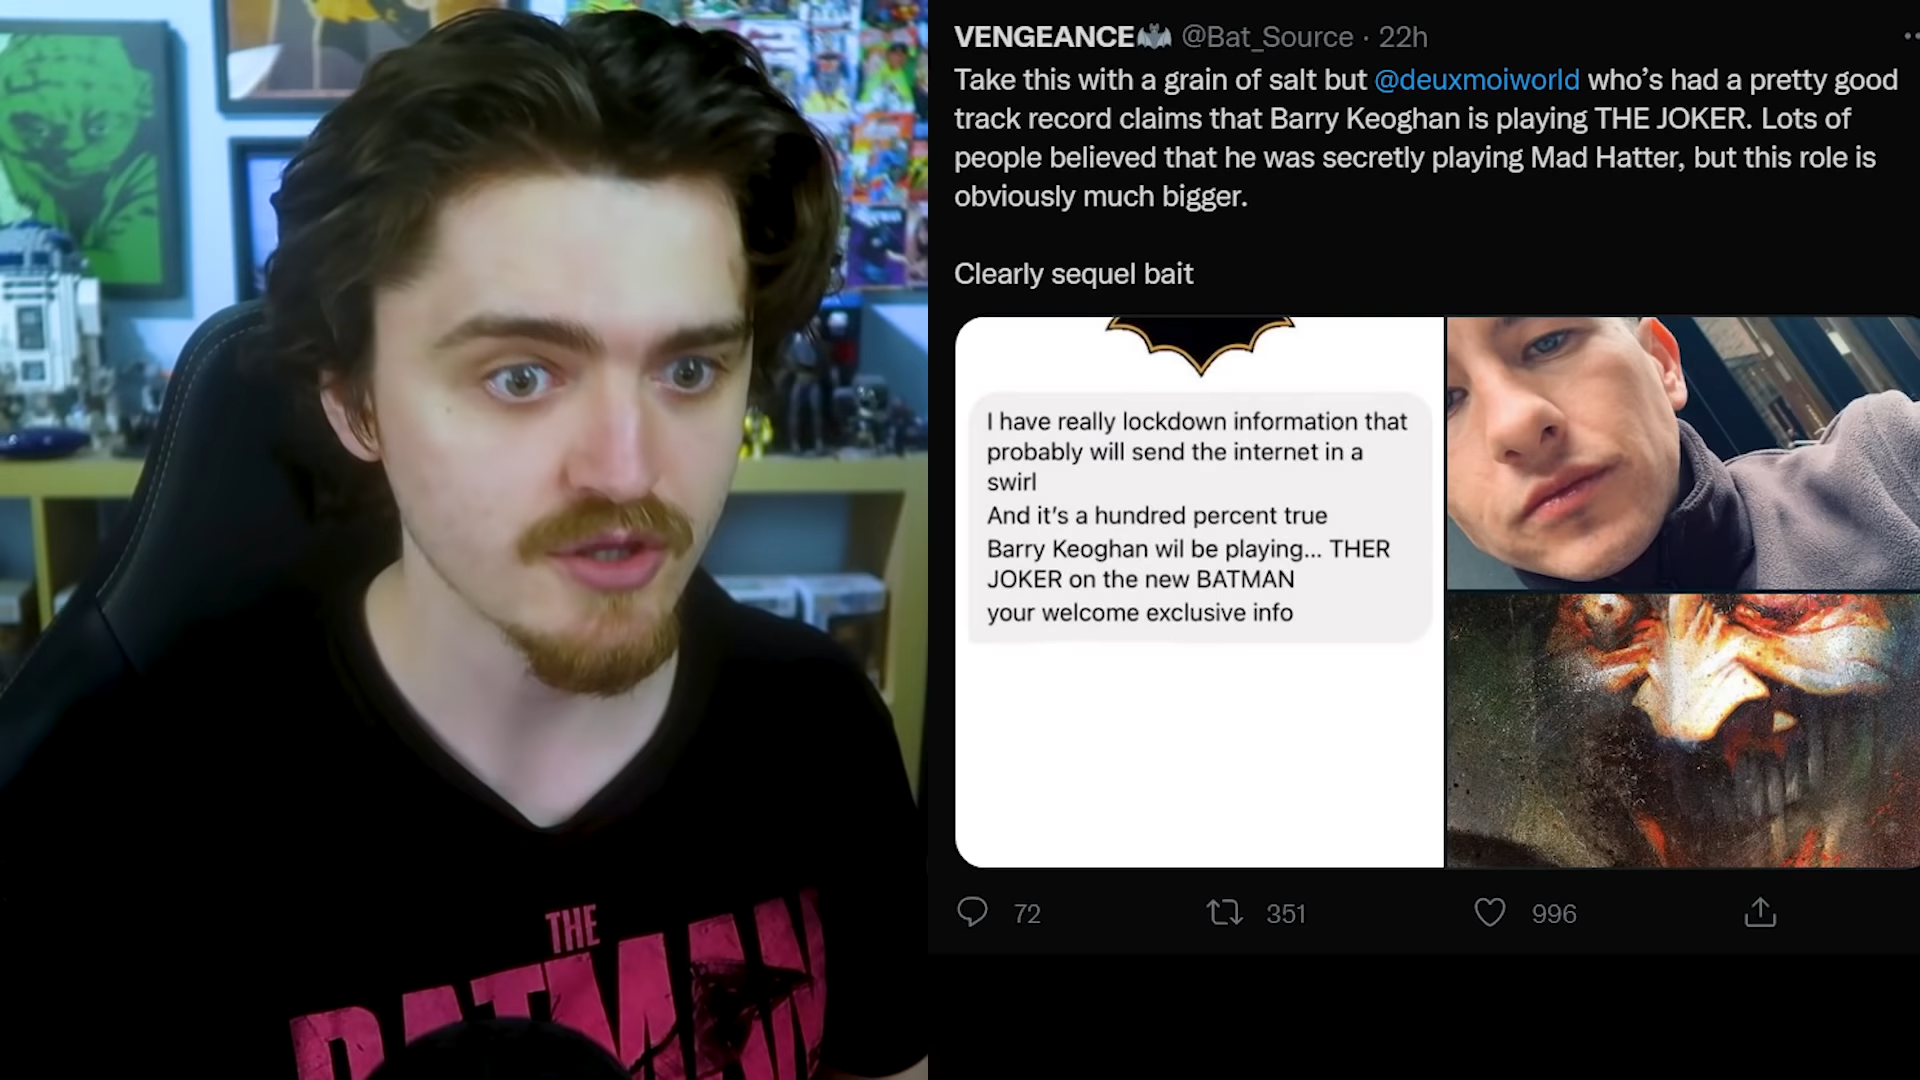 VENGEANCE @Bat_Source · 22h
Take this with a grain of salt but @deuxmoiworld who’s had a pretty good
track record claims that Barry Keoghan is playing THE JOKER. Lots of
people believed that he was secretly playing Mad Hatter, but this role is
obviously much bigger.
Clearly sequel bait
I have really lockdown information that
probably will send the internet in a
swirl
And it’s a hundred percent true
Barry Keoghan wil be playing... THER
JOKER on the new BATMAN
your welcome exclusive info
72 351 996
THE
BATMAN